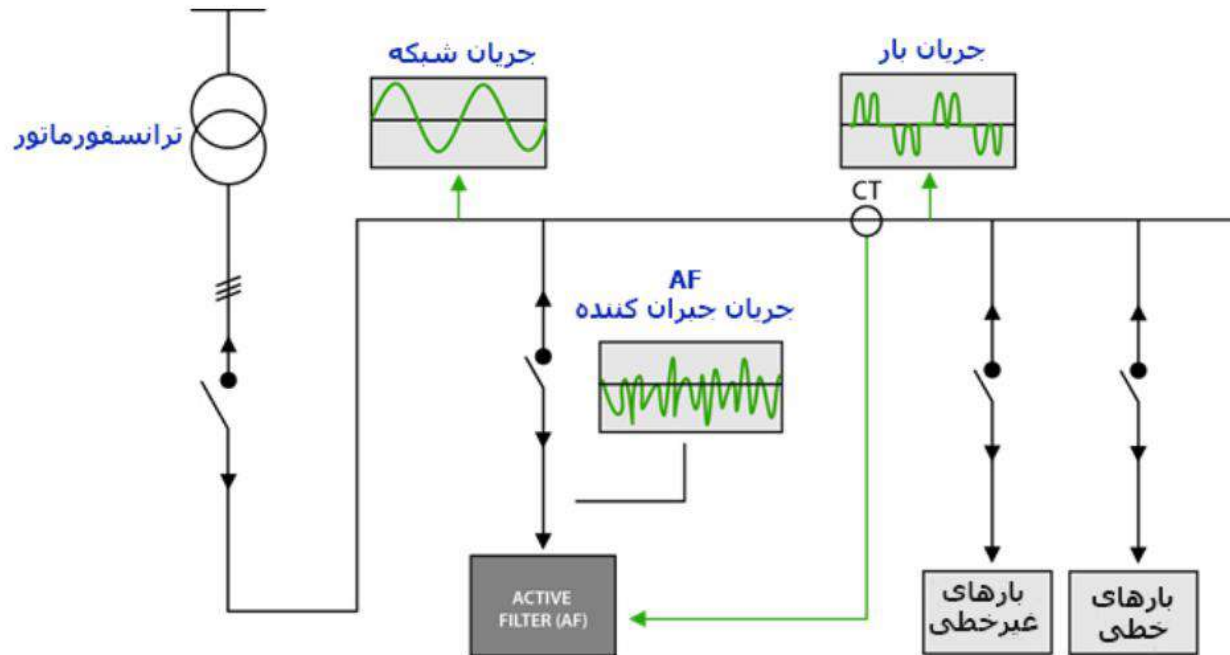 جریان شبکه
جریان بار
ترانسفورماتور
CT
AF
جریان جبران کننده
ACTIVE
FILTER (AF)
بارهای
غیرخطی
بارهای
خطی